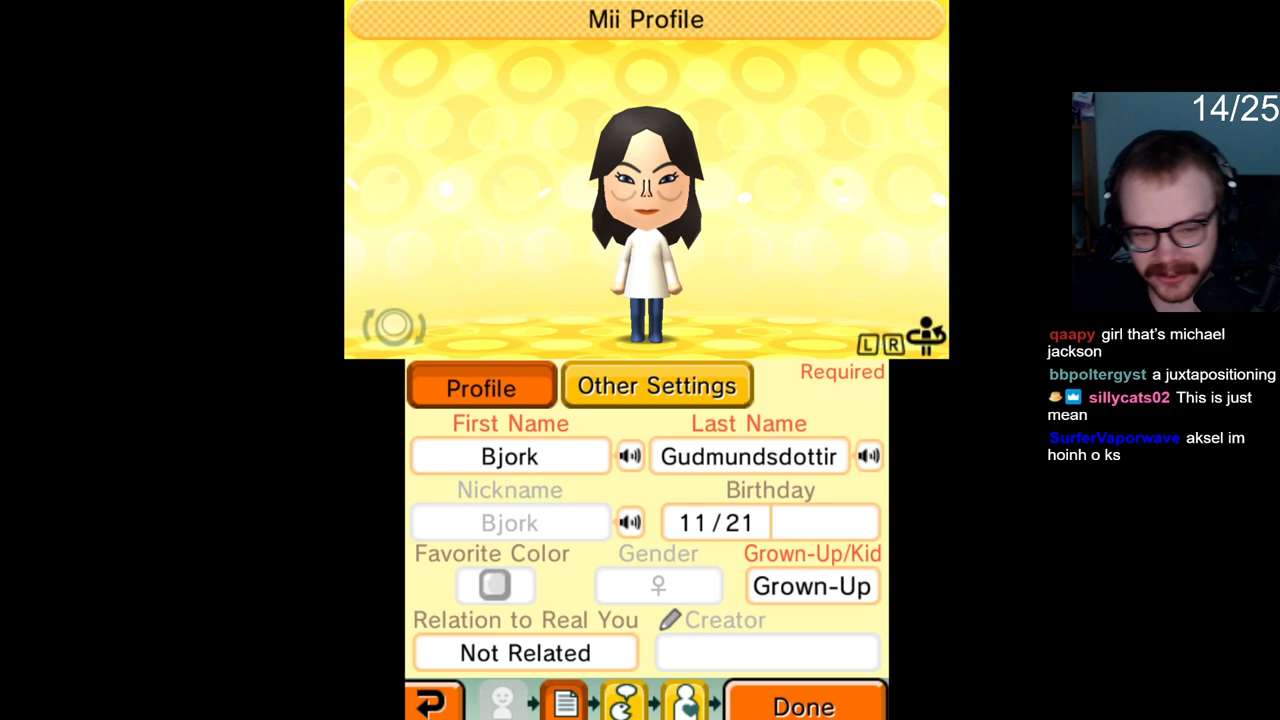 Mii Profile
14/25
L R
Profile
Other Settings
Required
First Name
Last Name
Bjork
Gudmundsdottir
Nickname
Birthday
Bjork
11/21
Favorite Color
Gender
Grown-Up/Kid
♀
Grown-Up
Relation to Real You
Creator
Not Related
Done
qaapy girl that's michael
jackson
bbpoltergyst a juxtapositioning
sillycats02 This is just
mean
SurferVaporwave aksel im
hoinh o ks